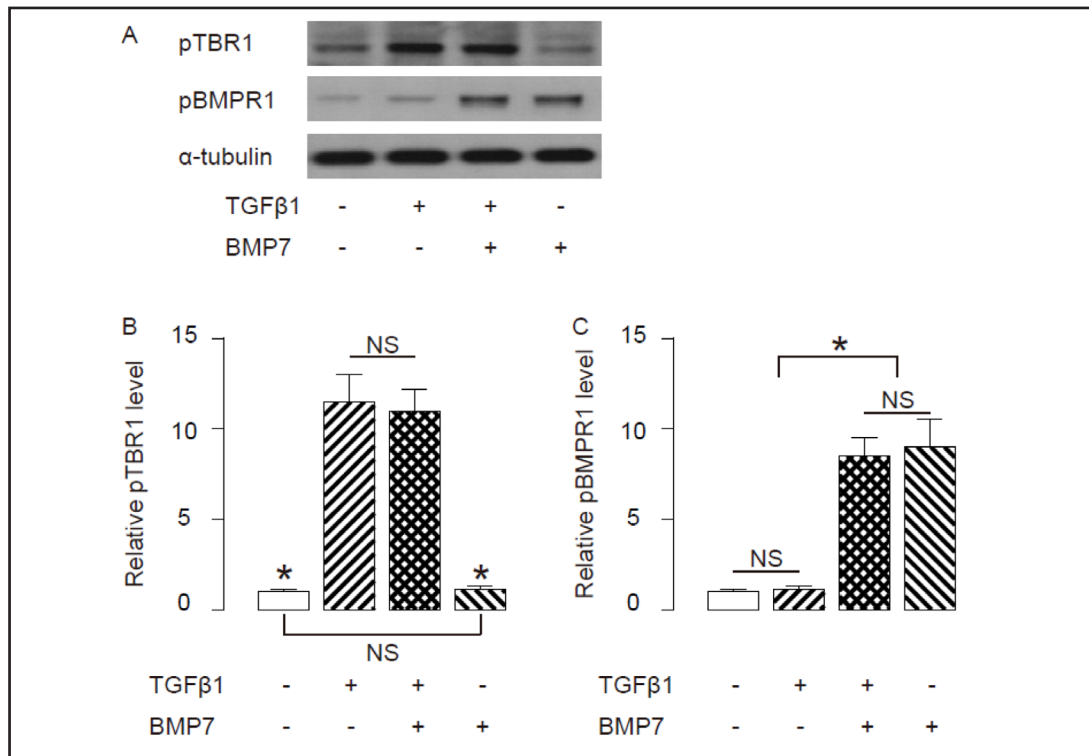 A
pTBR1
pBMPR1
α-tubulin
TGFβ1 - + + -
BMP7 - - + +
B
Relative pTBR1 level
15
10
5
0
NS
* *
NS
TGFβ1 - + + -
BMP7 - - + +
C
Relative pBMPR1 level
15
10
5
0
*
NS
NS
TGFβ1 - + + -
BMP7 - - + +